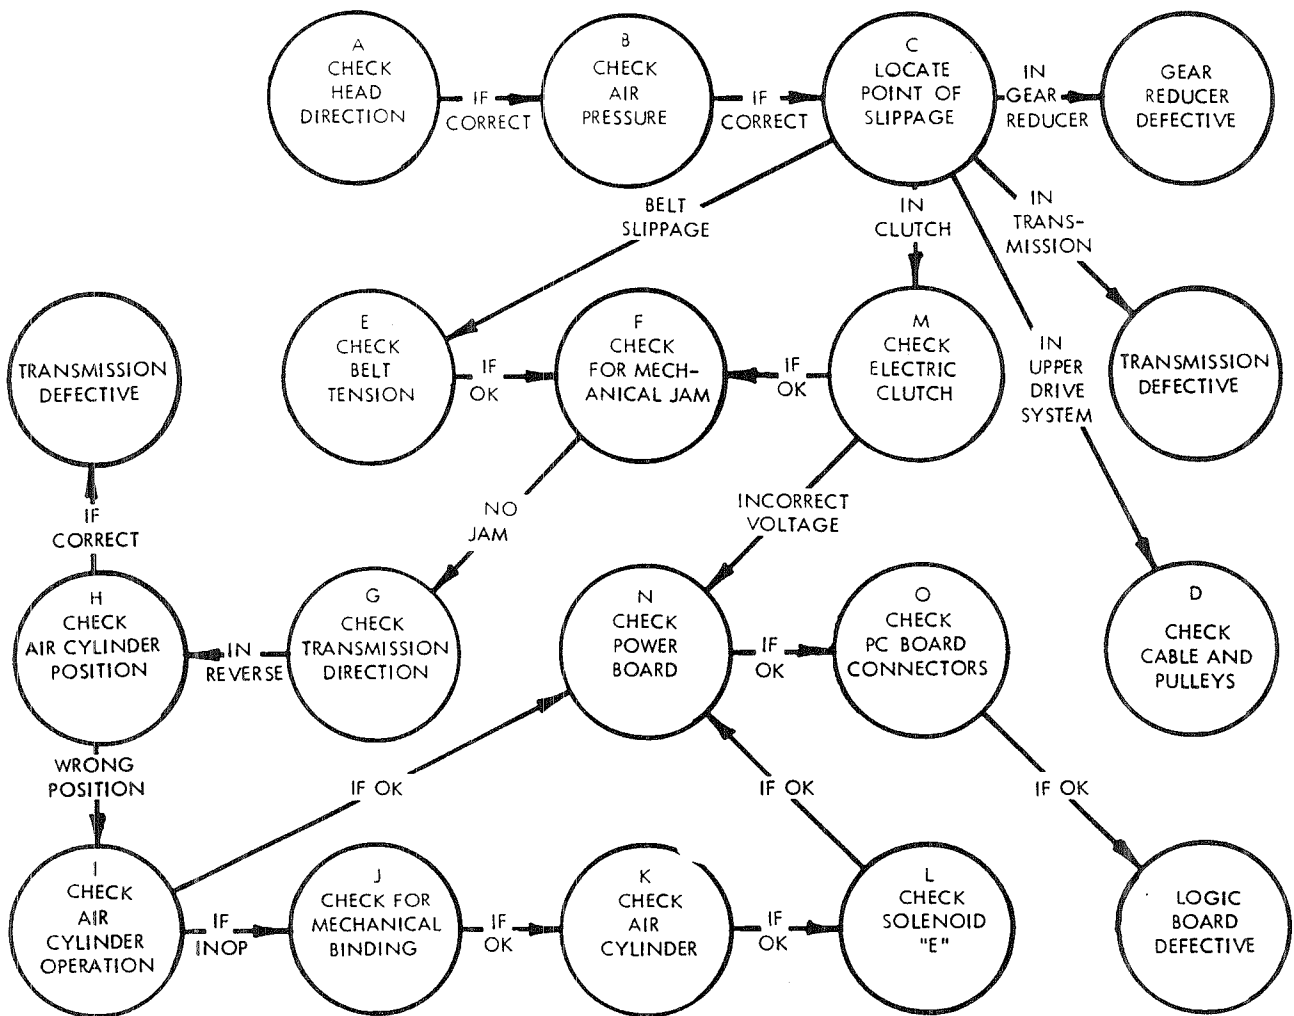 A
CHECK
HEAD
DIRECTION
IF
CORRECT
B
CHECK
AIR
PRESSURE
IF
CORRECT
C
LOCATE
POINT OF
SLIPPAGE
IN
GEAR
REDUCER
GEAR
REDUCER
DEFECTIVE
BELT
SLIPPAGE
IN
CLUTCH
IN
TRANS-
MISSION
IN
UPPER
DRIVE
SYSTEM
TRANSMISSION
DEFECTIVE
E
CHECK
BELT
TENSION
IF
OK
F
CHECK
FOR MECH-
ANICAL JAM
IF
OK
M
CHECK
ELECTRIC
CLUTCH
TRANSMISSION
DEFECTIVE
IF
CORRECT
NO
JAM
INCORRECT
VOLTAGE
H
CHECK
AIR CYLINDER
POSITION
IN
REVERSE
G
CHECK
TRANSMISSION
DIRECTION
N
CHECK
POWER
BOARD
IF
OK
O
CHECK
PC BOARD
CONNECTORS
D
CHECK
CABLE AND
PULLEYS
WRONG
POSITION
IF OK
IF OK
IF OK
I
CHECK
AIR
CYLINDER
OPERATION
IF
INOP
J
CHECK FOR
MECHANICAL
BINDING
IF
OK
K
CHECK
AIR
CYLINDER
IF
OK
L
CHECK
SOLENOID
"E"
LOGIC
BOARD
DEFECTIVE